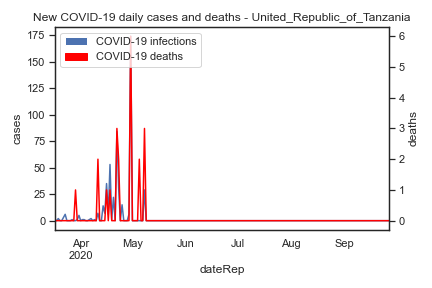 New COVID-19 daily cases and deaths - United_Republic_of_Tanzania
COVID-19 infections
COVID-19 deaths
175
150
125
100
75
50
25
0
cases
6
5
4
3
2
1
0
deaths
Apr
2020
May
Jun
Jul
Aug
Sep
dateRep